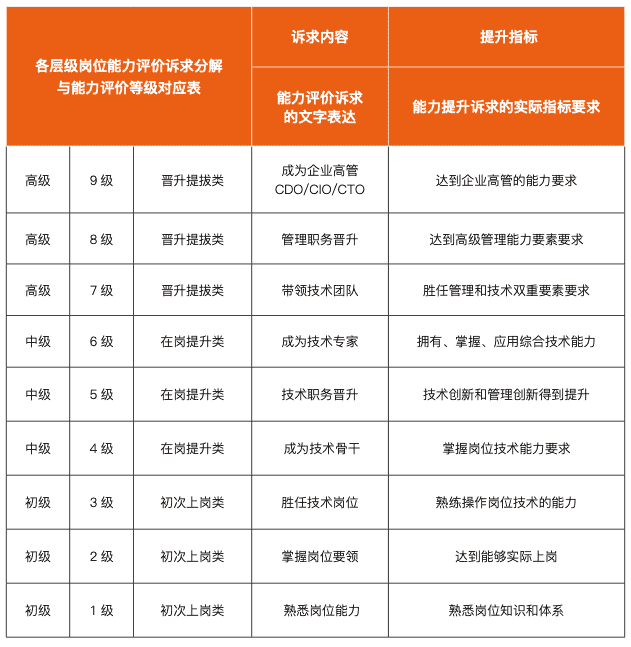 各层级岗位能力评价诉求分解
与能力评价等级对应表
诉求内容
提升指标
能力评价诉求
的文字表达
能力提升诉求的实际指标要求
高级 9 级 晋升提拔类 成为企业高管
CDO/CIO/CTO 达到企业高管的能力要求
高级 8 级 晋升提拔类 管理职务晋升 达到高级管理能力要素要求
高级 7 级 晋升提拔类 带领技术团队 胜任管理和技术双重要素要求
中级 6 级 在岗提升类 成为技术专家 拥有、掌握、应用综合技术能力
中级 5 级 在岗提升类 技术职务晋升 技术创新和管理创新得到提升
中级 4 级 在岗提升类 成为技术骨干 掌握岗位技术能力要求
初级 3 级 初次上岗类 胜任技术岗位 熟练操作岗位技术的能力
初级 2 级 初次上岗类 掌握岗位要领 达到能够实际上岗
初级 1 级 初次上岗类 熟悉岗位能力 熟悉岗位知识和体系